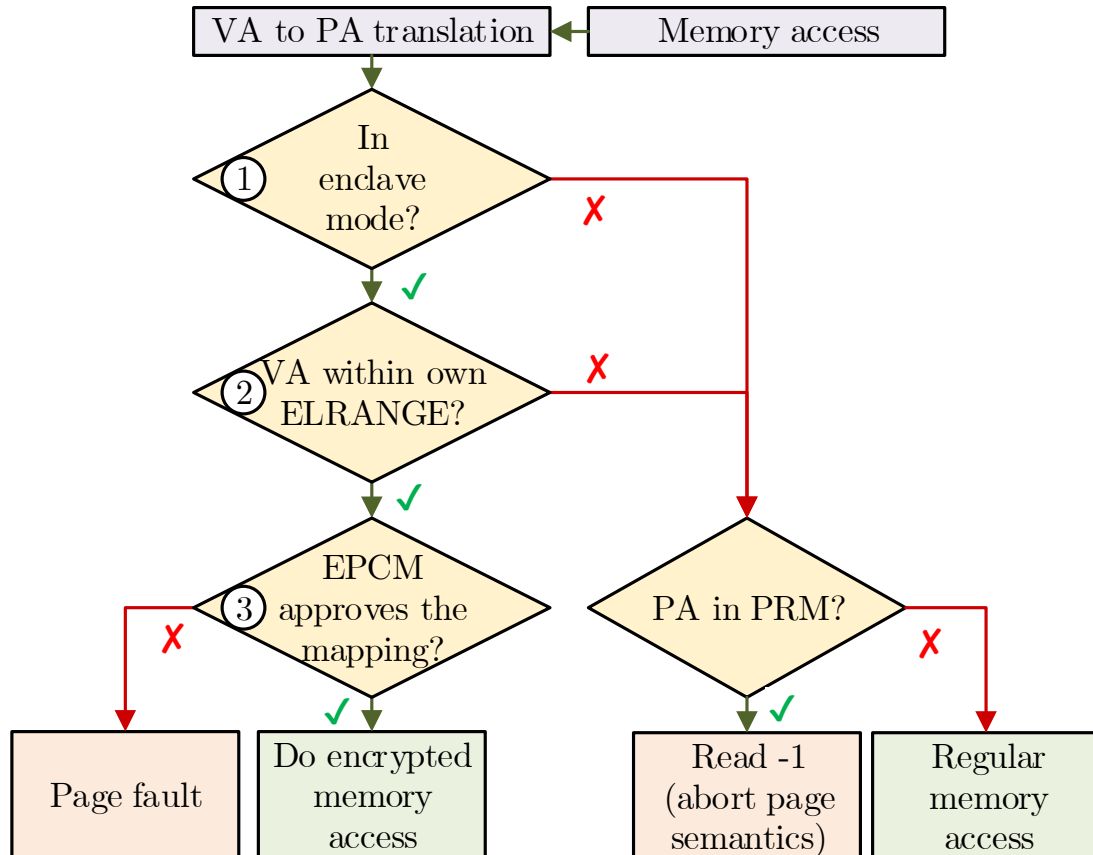 VA to PA translation
Memory access
In
enclave
mode?
1
✗
✓
VA within own
ELRANGE?
2
✗
✓
EPCM
approves the
mapping?
3
PA in PRM?
✗
✗
✓
✓
Page fault
Do encrypted
memory
access
Read -1
(abort page
semantics)
Regular
memory
access